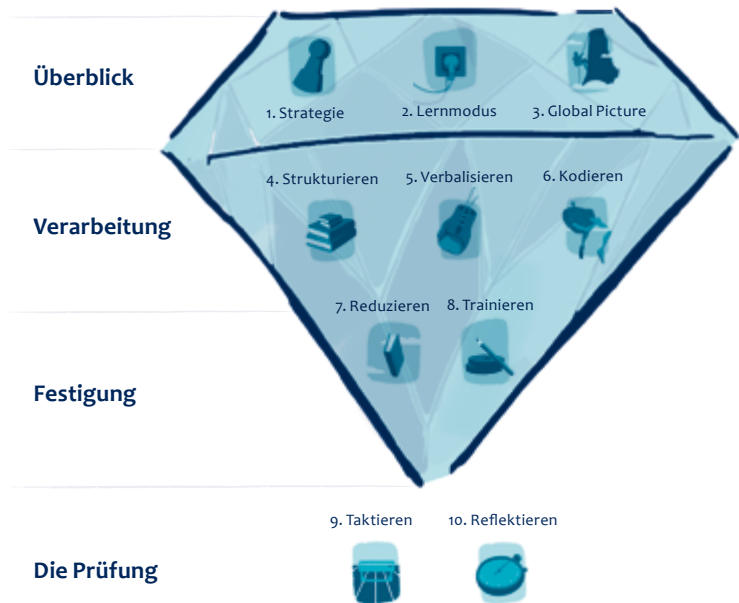 Überblick
1. Strategie
2. Lernmodus
3. Global Picture
4. Strukturieren
5. Verbalisieren
6. Kodieren
Verarbeitung
7. Reduzieren
8. Trainieren
Festigung
9. Taktieren
10. Reflektieren
Die Prüfung